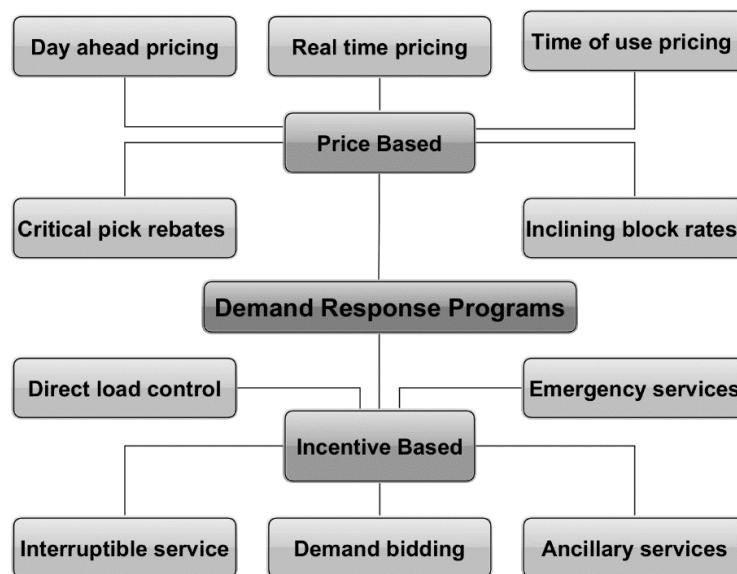 Day ahead pricing
Real time pricing
Time of use pricing
Price Based
Critical pick rebates
Inclining block rates
Demand Response Programs
Direct load control
Emergency services
Incentive Based
Interruptible service
Demand bidding
Ancillary services